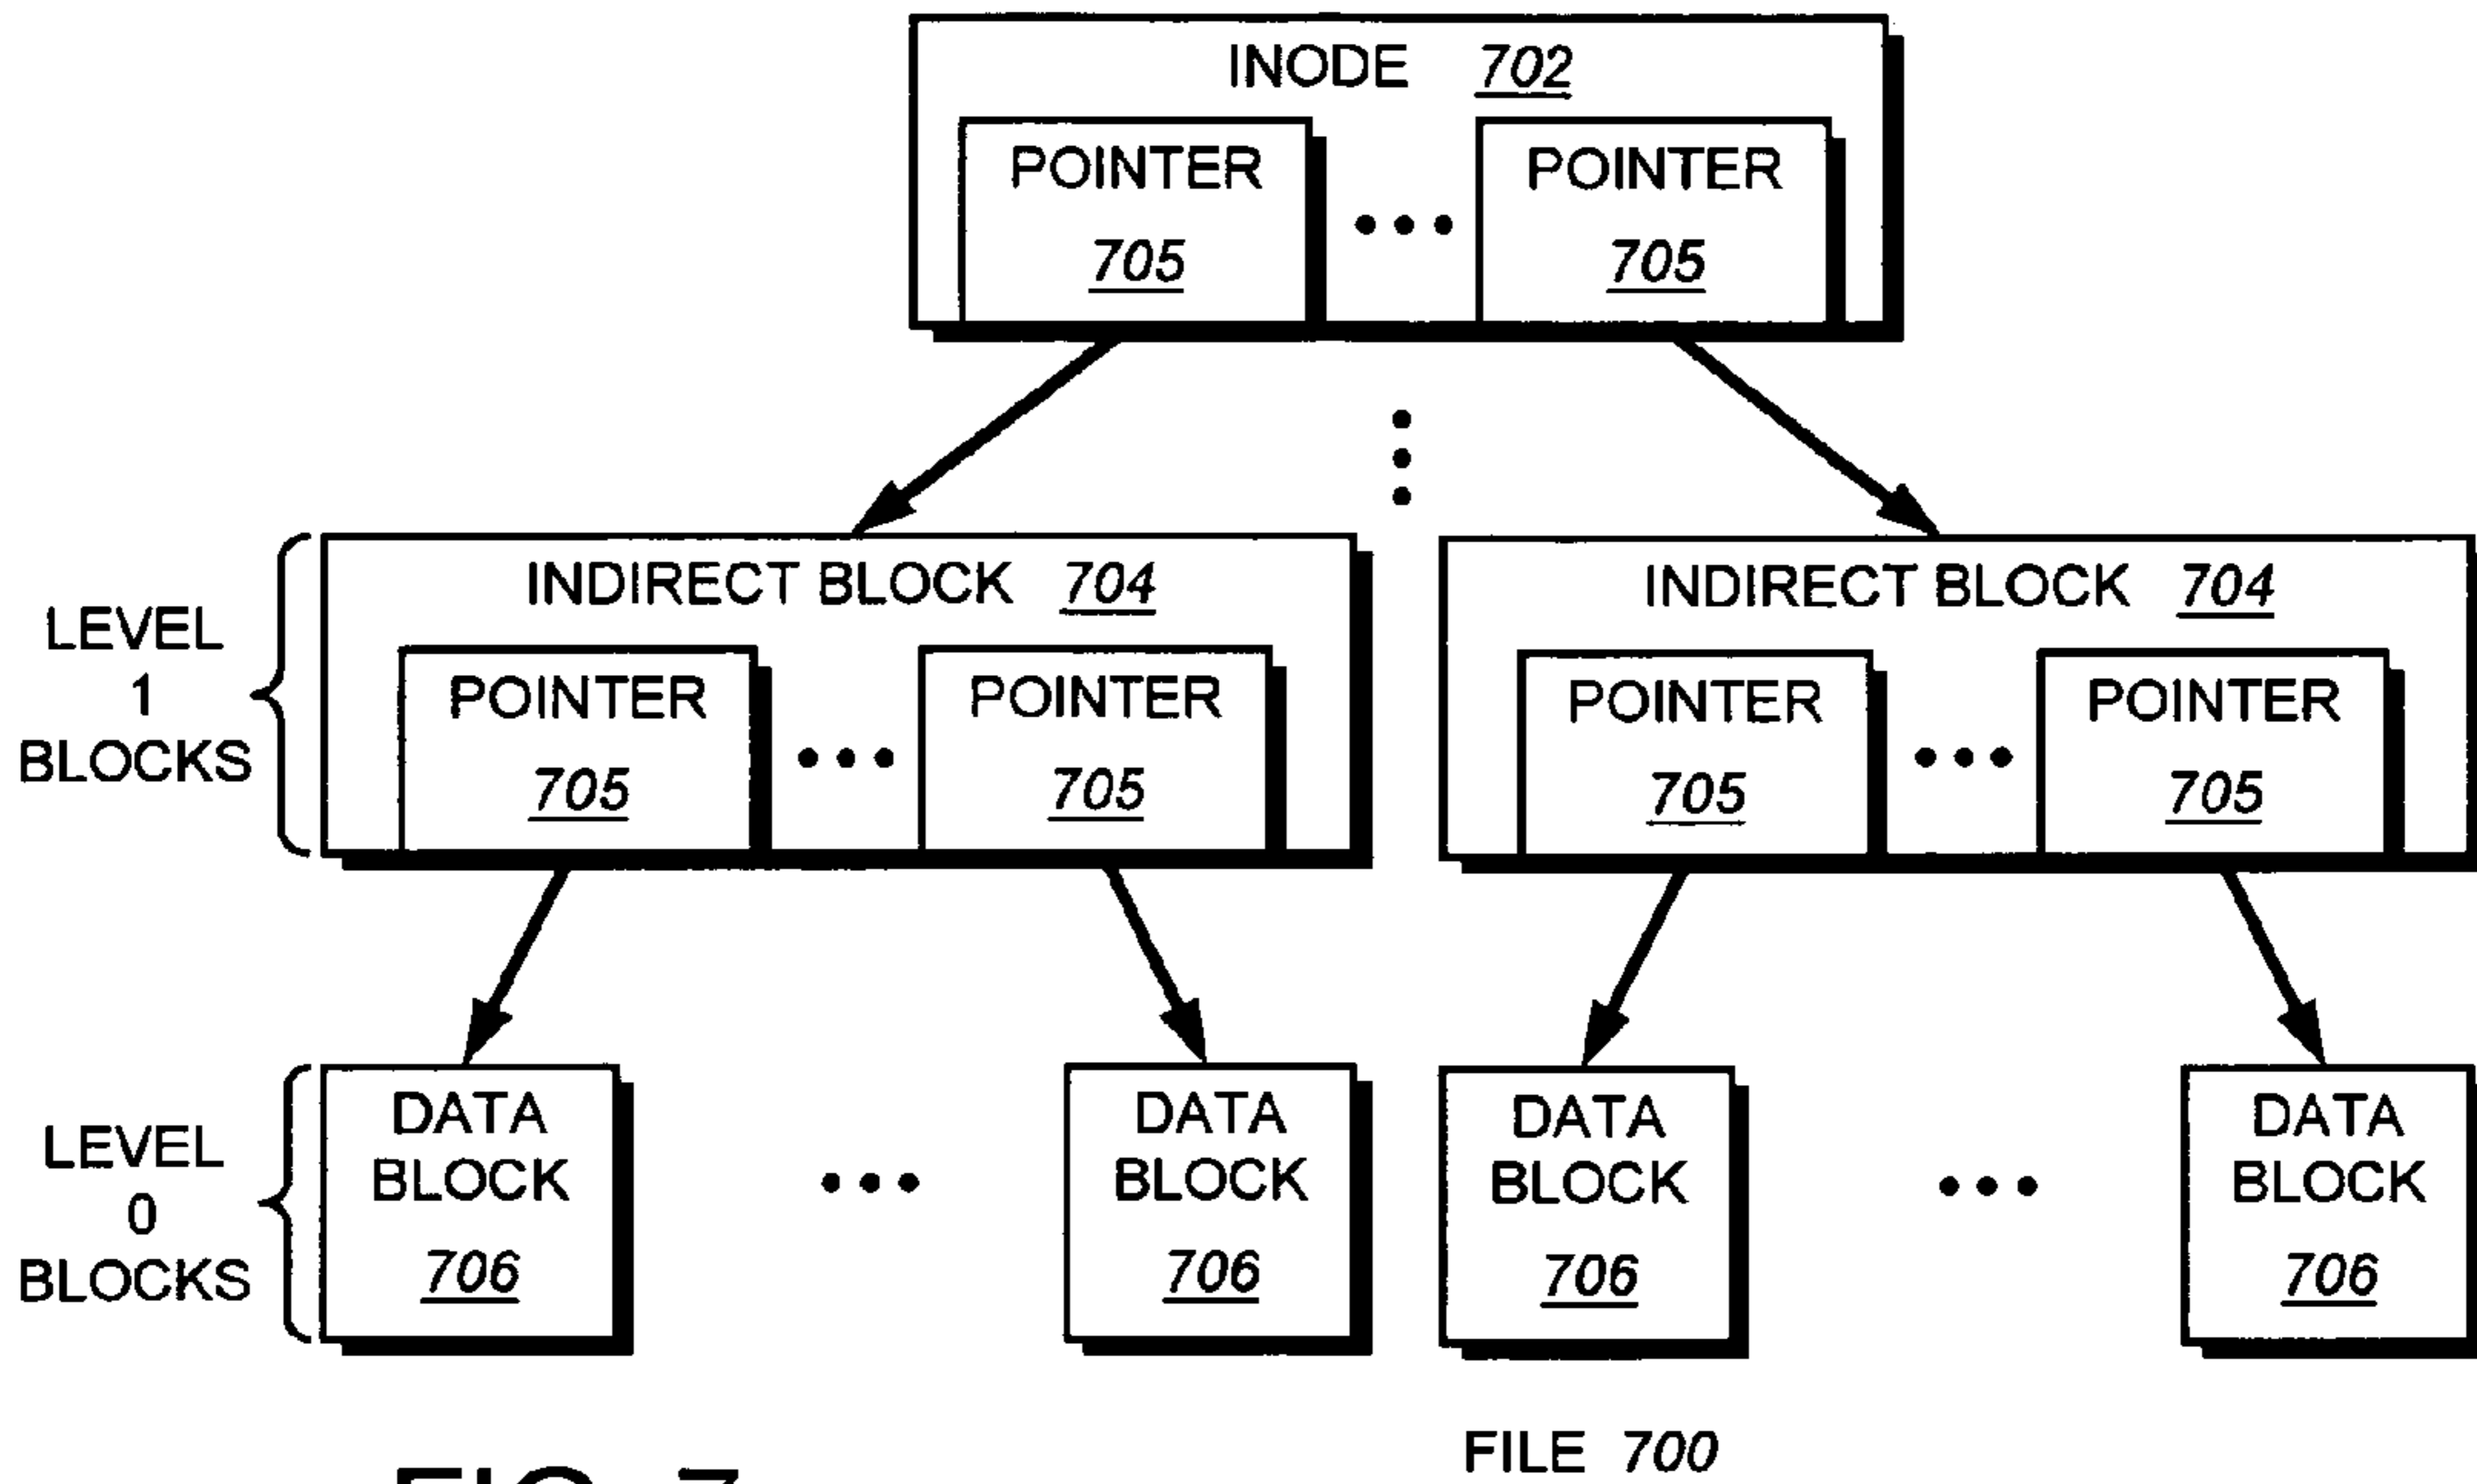 INODE 702
POINTER POINTER
705 705
INDIRECT BLOCK 704 INDIRECT BLOCK 704
LEVEL
1
BLOCKS
POINTER POINTER POINTER POINTER
705 705 705 705
LEVEL
0
BLOCKS
DATA BLOCK 706
DATA BLOCK 706
DATA BLOCK 706
DATA BLOCK 706
FILE 700
FIG. 7